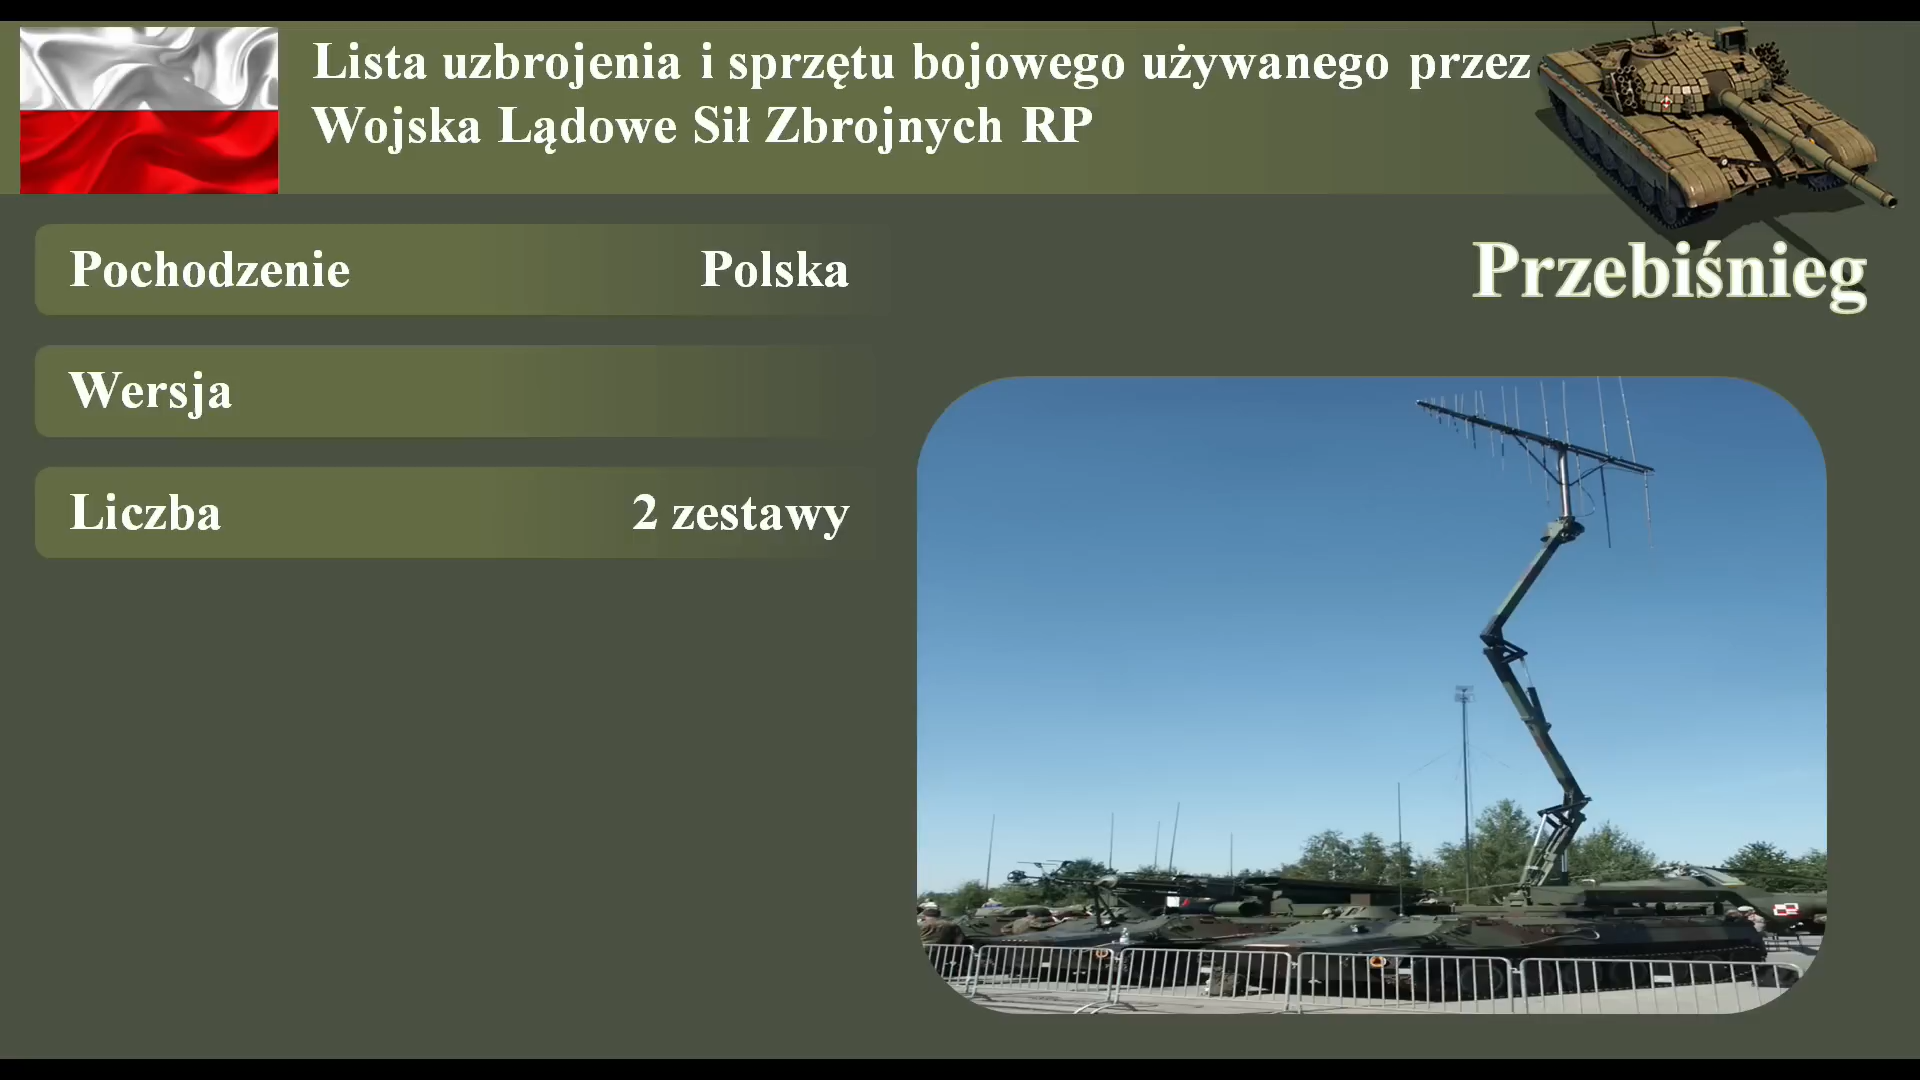 Lista uzbrojenia i sprzętu bojowego używanego przez
Wojska Lądowe Sił Zbrojnych RP
Przebiśnieg
Pochodzenie Polska
Wersja
Liczba 2 zestawy